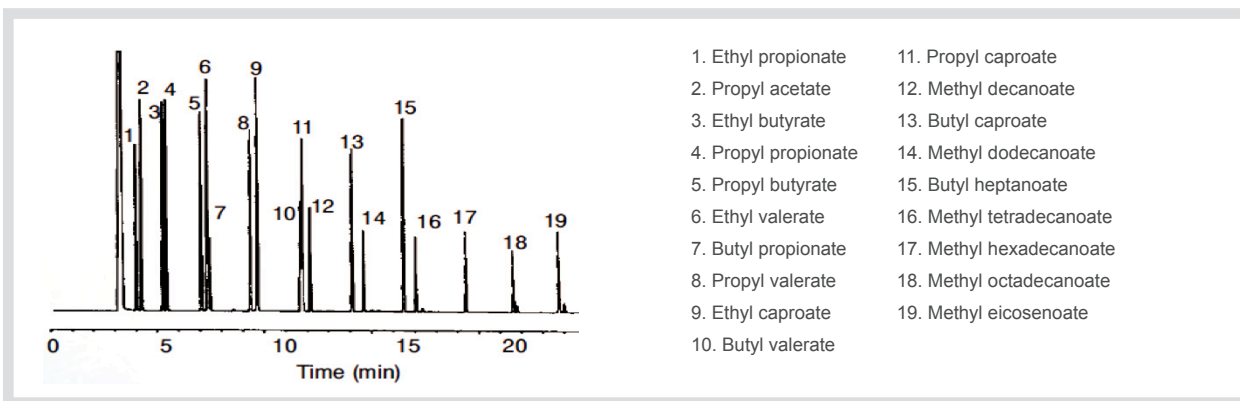 1 2 3 4 5 6 7 8 9 10 11 12 13 14 15 16 17 18 19
0 5 10 15 20
Time (min)
1. Ethyl propionate
2. Propyl acetate
3. Ethyl butyrate
4. Propyl propionate
5. Propyl butyrate
6. Ethyl valerate
7. Butyl propionate
8. Propyl valerate
9. Ethyl caproate
10. Butyl valerate
11. Propyl caproate
12. Methyl decanoate
13. Butyl caproate
14. Methyl dodecanoate
15. Butyl heptanoate
16. Methyl tetradecanoate
17. Methyl hexadecanoate
18. Methyl octadecanoate
19. Methyl eicosenoate